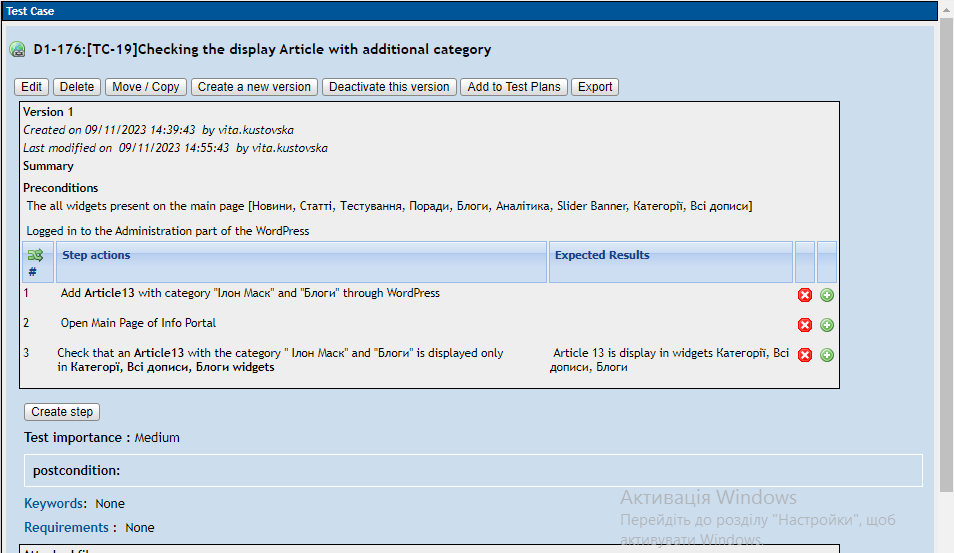 Test Case
D1-176:[TC-19]Checking the display Article with additional category
Edit Delete Move / Copy Create a new version Deactivate this version Add to Test Plans Export
Version 1
Created on 09/11/2023 14:39:43 by vita.kustovska
Last modified on 09/11/2023 14:55:43 by vita.kustovska
Summary
Preconditions
The all widgets present on the main page [Новини, Статті, Тестування, Поради, Блоги, Аналітика, Slider Banner, Категорії, Всі дописи]
Logged in to the Administration part of the WordPress
# Step actions Expected Results
1 Add Article13 with category "Ілон Маск" and "Блоги" through WordPress
2 Open Main Page of Info Portal
3 Check that an Article13 with the category " Ілон Маск" and "Блоги" is displayed only Article 13 is display in widgets Категорії, Всі
in Категорї, Всі дописи, Блоги widgets дописи, Блоги
Create step
Test importance : Medium
postcondition:
Keywords: None
Requirements : None
Активація Windows
Перейдіть до розділу "Настройки", щоб
активувати Windows.